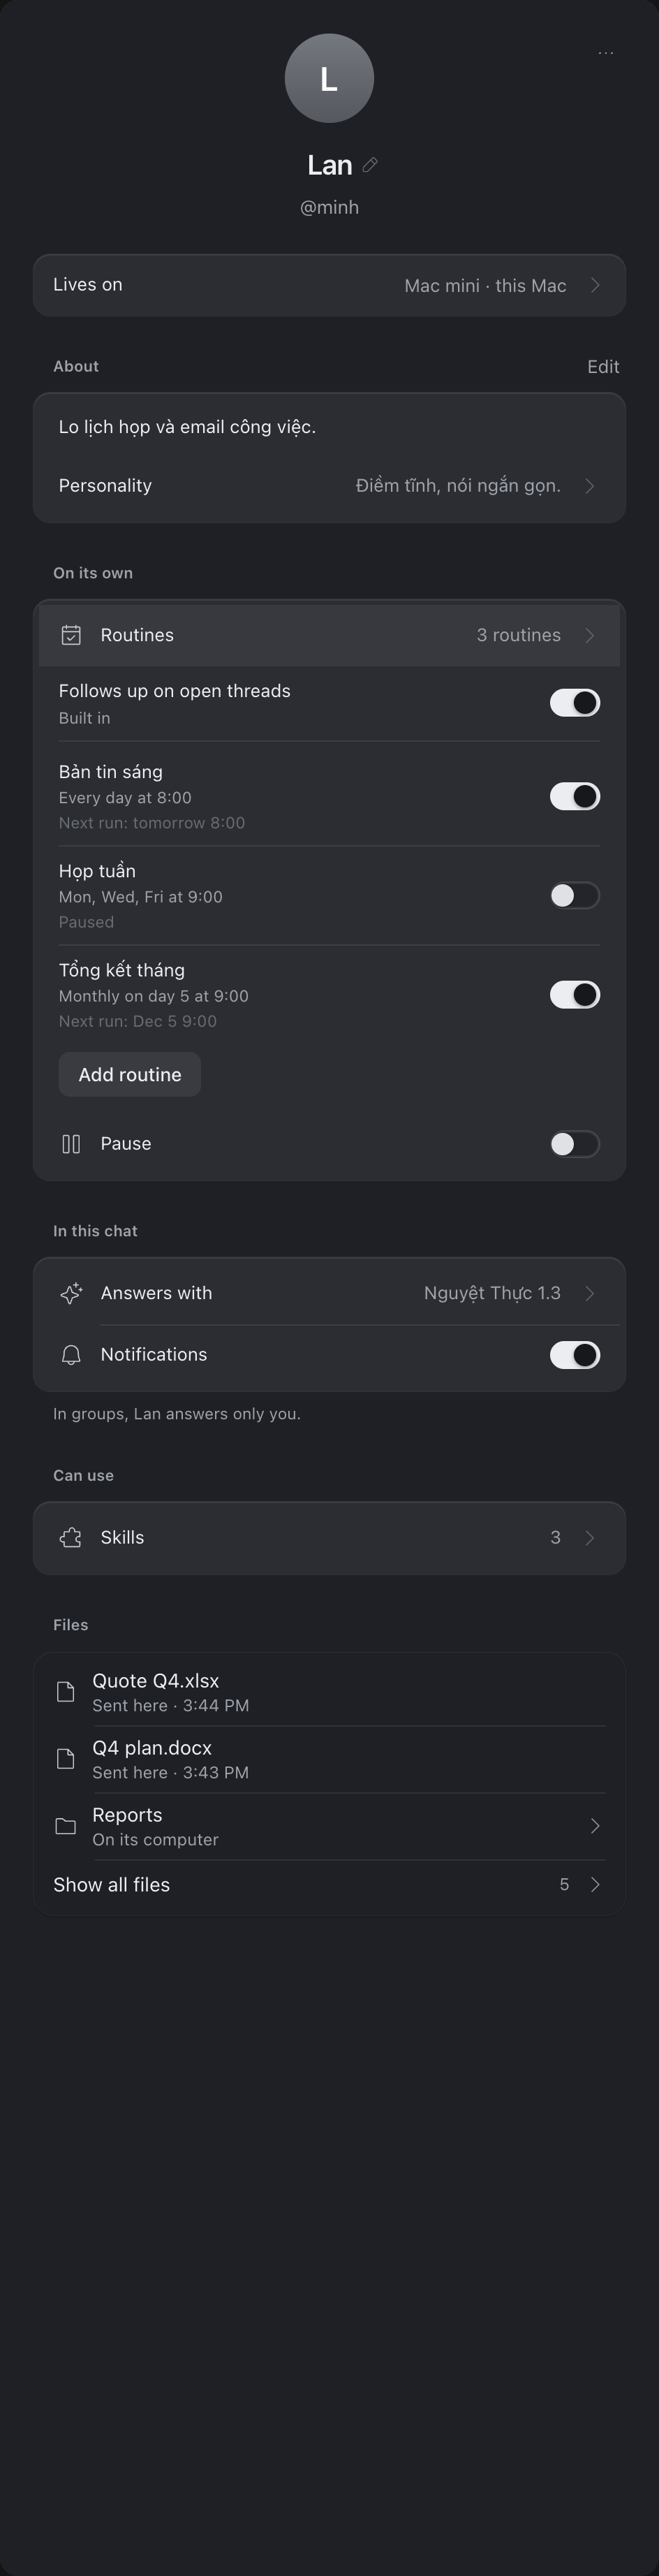 L
...
Lan
@minh
Lives on
Mac mini · this Mac
About
Edit
Lo lịch họp và email công việc.
Personality
Điềm tĩnh, nói ngắn gọn.
On its own
Routines
3 routines
Follows up on open threads
Built in
Bản tin sáng
Every day at 8:00
Next run: tomorrow 8:00
Họp tuần
Mon, Wed, Fri at 9:00
Paused
Tổng kết tháng
Monthly on day 5 at 9:00
Next run: Dec 5 9:00
Add routine
Pause
In this chat
Answers with
Nguyệt Thực 1.3
Notifications
In groups, Lan answers only you.
Can use
Skills
3
Files
Quote Q4.xlsx
Sent here · 3:44 PM
Q4 plan.docx
Sent here · 3:43 PM
Reports
On its computer
Show all files
5